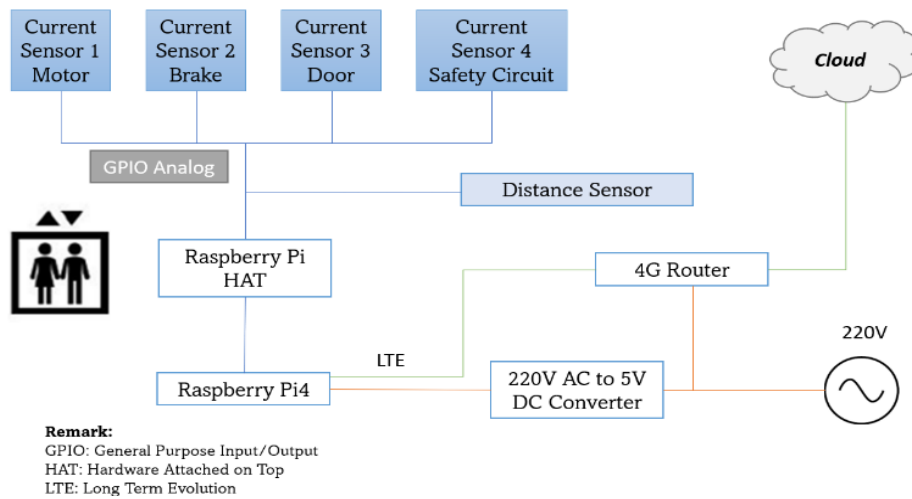 Current
Sensor 1
Motor
Current
Sensor 2
Brake
Current
Sensor 3
Door
Current
Sensor 4
Safety Circuit
Cloud
GPIO Analog
Distance Sensor
Raspberry Pi
HAT
4G Router
220V
LTE
Raspberry Pi4
220V AC to 5V
DC Converter
Remark:
GPIO: General Purpose Input/Output
HAT: Hardware Attached on Top
LTE: Long Term Evolution